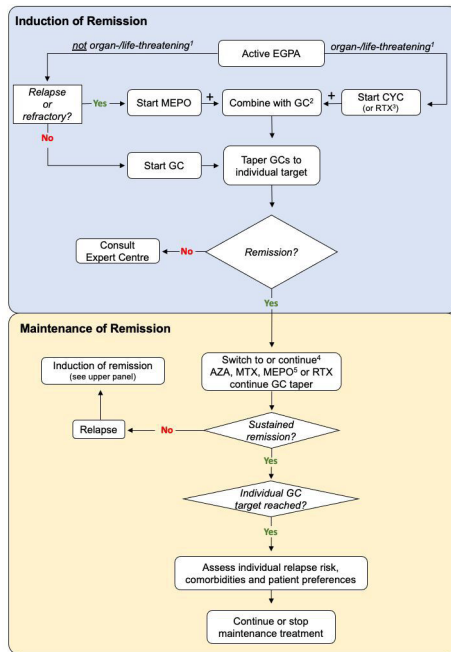 Induction of Remission
not organ-/life-threatening¹
Active EGPA
organ-/life-threatening¹
Relapse
or
refractory?
Yes
Start MEPO
+
Combine with GC²
+
Start CYC
(or RTX³)
No
Start GC
Taper GCs to
individual target
Remission?
No
Consult
Expert Centre
Yes
Maintenance of Remission
Switch to or continue⁴
AZA, MTX, MEPO⁵ or RTX
continue GC taper
Induction of remission
(see upper panel)
Sustained
remission?
No
Relapse
Yes
Individual GC
target reached?
Yes
Assess individual relapse risk,
comorbidities and patient preferences
Continue or stop
maintenance treatment